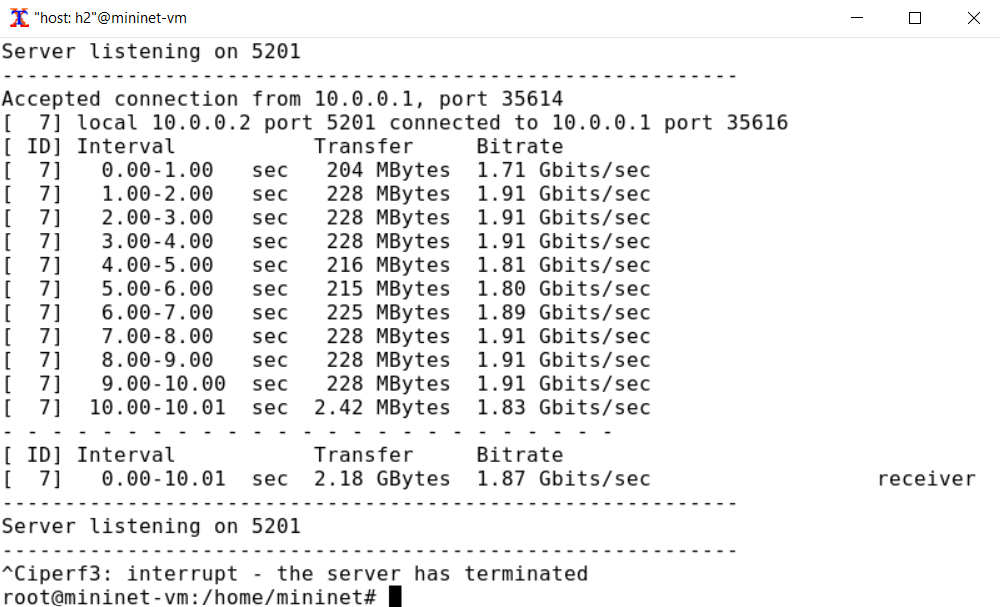 "host: h2"@mininet-vm
Server listening on 5201
-----------------------------------------------------------
Accepted connection from 10.0.0.1, port 35614
[  7] local 10.0.0.2 port 5201 connected to 10.0.0.1 port 35616
[ ID] Interval           Transfer     Bitrate
[  7]   0.00-1.00   sec   204 MBytes  1.71 Gbits/sec
[  7]   1.00-2.00   sec   228 MBytes  1.91 Gbits/sec
[  7]   2.00-3.00   sec   228 MBytes  1.91 Gbits/sec
[  7]   3.00-4.00   sec   228 MBytes  1.91 Gbits/sec
[  7]   4.00-5.00   sec   216 MBytes  1.81 Gbits/sec
[  7]   5.00-6.00   sec   215 MBytes  1.80 Gbits/sec
[  7]   6.00-7.00   sec   225 MBytes  1.89 Gbits/sec
[  7]   7.00-8.00   sec   228 MBytes  1.91 Gbits/sec
[  7]   8.00-9.00   sec   228 MBytes  1.91 Gbits/sec
[  7]   9.00-10.00  sec   228 MBytes  1.91 Gbits/sec
[  7]  10.00-10.01  sec  2.42 MBytes  1.83 Gbits/sec
- - - - - - - - - - - - - - - - - - - - - - - - -
[ ID] Interval           Transfer     Bitrate
[  7]   0.00-10.01  sec  2.18 GBytes  1.87 Gbits/sec                  receiver
-----------------------------------------------------------
Server listening on 5201
-----------------------------------------------------------
^Ciperf3: interrupt - the server has terminated
root@mininet-vm:/home/mininet#